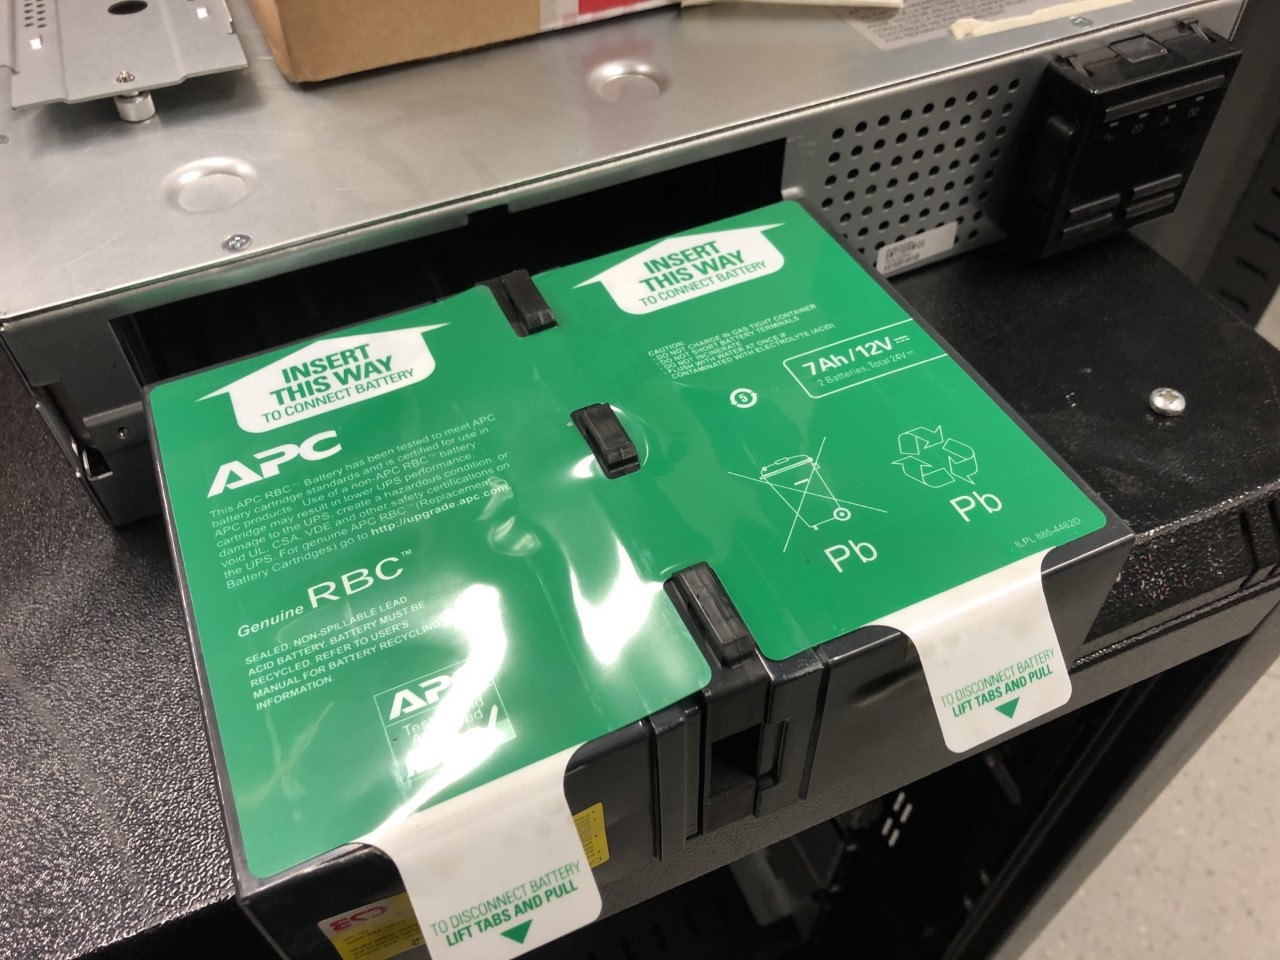 INSERT
THIS WAY
TO CONNECT BATTERY
APC
This APC RBC™ Battery has been tested to meet APC
battery cartridge standards and is certified for use in
APC products. Use of a non-APC RBC™ battery
cartridge may result in lower UPS performance,
damage to the UPS, create a hazardous condition, or
void UL, CSA, VDE and other safety certifications on
the UPS. For genuine APC RBC™ (Replacement
Battery Cartridges) go to http://upgrade.apc.com
Genuine RBC™
SEALED, NON-SPILLABLE LEAD
ACID BATTERY. BATTERY MUST BE
RECYCLED. REFER TO USER'S
MANUAL FOR BATTERY RECYCLING
INFORMATION.
APC
TO DISCONNECT BATTERY
LIFT TABS AND PULL
INSERT
THIS WAY
TO CONNECT BATTERY
CAUTION:
- DO NOT CHARGE IN GAS TIGHT CONTAINER
- DO NOT SHORT BATTERY TERMINALS
- DO NOT INCINERATE
- FLUSH WITH WATER AT ONCE IF
CONTAMINATED WITH ELECTROLYTE (ACID)
7Ah/12V
2 Batteries, Total 24V
5
Pb
Pb
ILPL 885-4462D
TO DISCONNECT BATTERY
LIFT TABS AND PULL